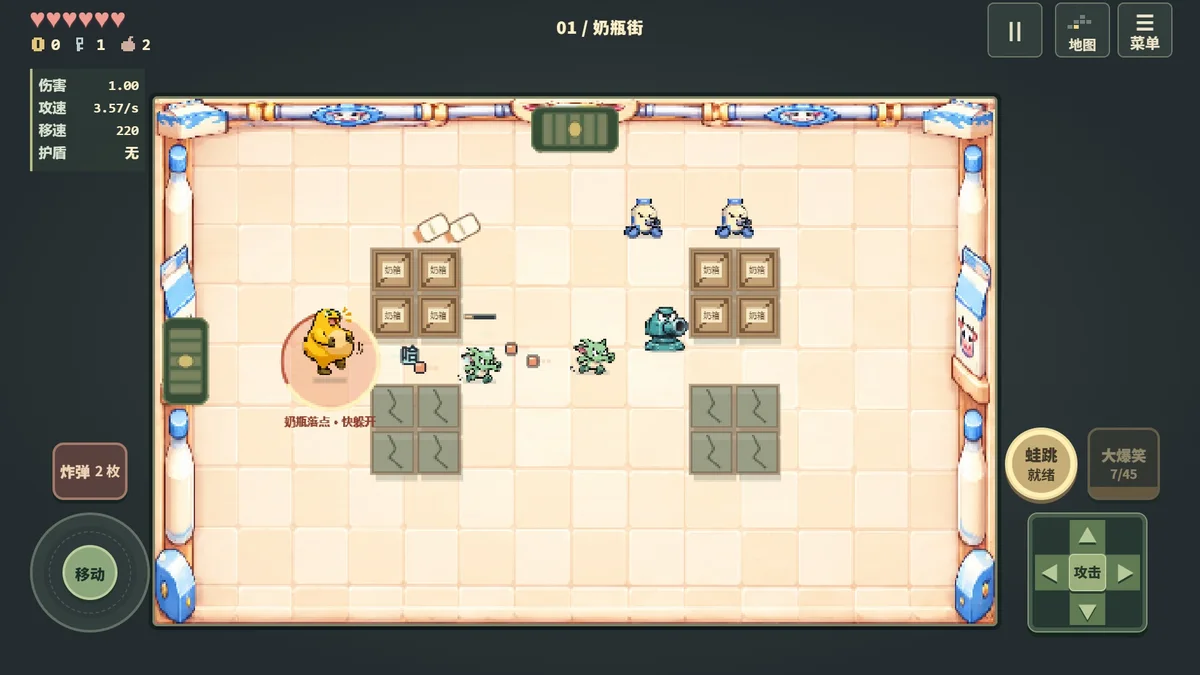 01 / 奶瓶街
0 1 2
伤害 1.00
攻速 3.57/s
移速 220
护盾 无
地图
菜单
奶箱 奶箱
奶箱 奶箱
奶箱 奶箱
奶箱 奶箱
哈
奶瓶落点·快躲开
炸弹 2 枚
移动
蛙跳
就绪
大爆笑
7/45
攻击